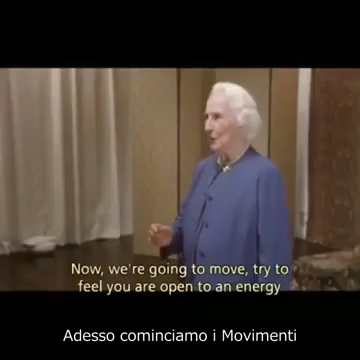 Now, we're going to move, try to
feel you are open to an energy
Adesso cominciamo i Movimenti